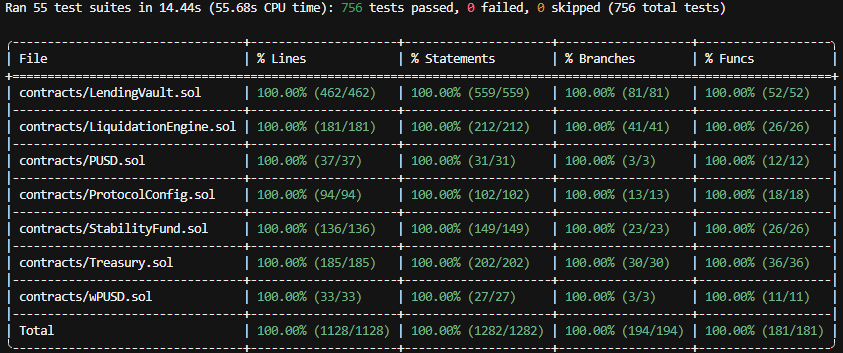 Ran 55 test suites in 14.44s (55.68s CPU time): 756 tests passed, 0 failed, 0 skipped (756 total tests)
| File | % Lines | % Statements | % Branches | % Funcs |
| contracts/LendingVault.sol | 100.00% (462/462) | 100.00% (559/559) | 100.00% (81/81) | 100.00% (52/52) |
| contracts/LiquidationEngine.sol | 100.00% (181/181) | 100.00% (212/212) | 100.00% (41/41) | 100.00% (26/26) |
| contracts/PUSD.sol | 100.00% (37/37) | 100.00% (31/31) | 100.00% (3/3) | 100.00% (12/12) |
| contracts/ProtocolConfig.sol | 100.00% (94/94) | 100.00% (102/102) | 100.00% (13/13) | 100.00% (18/18) |
| contracts/StabilityFund.sol | 100.00% (136/136) | 100.00% (149/149) | 100.00% (23/23) | 100.00% (26/26) |
| contracts/Treasury.sol | 100.00% (185/185) | 100.00% (202/202) | 100.00% (30/30) | 100.00% (36/36) |
| contracts/wPUSD.sol | 100.00% (33/33) | 100.00% (27/27) | 100.00% (3/3) | 100.00% (11/11) |
| Total | 100.00% (1128/1128) | 100.00% (1282/1282) | 100.00% (194/194) | 100.00% (181/181) |